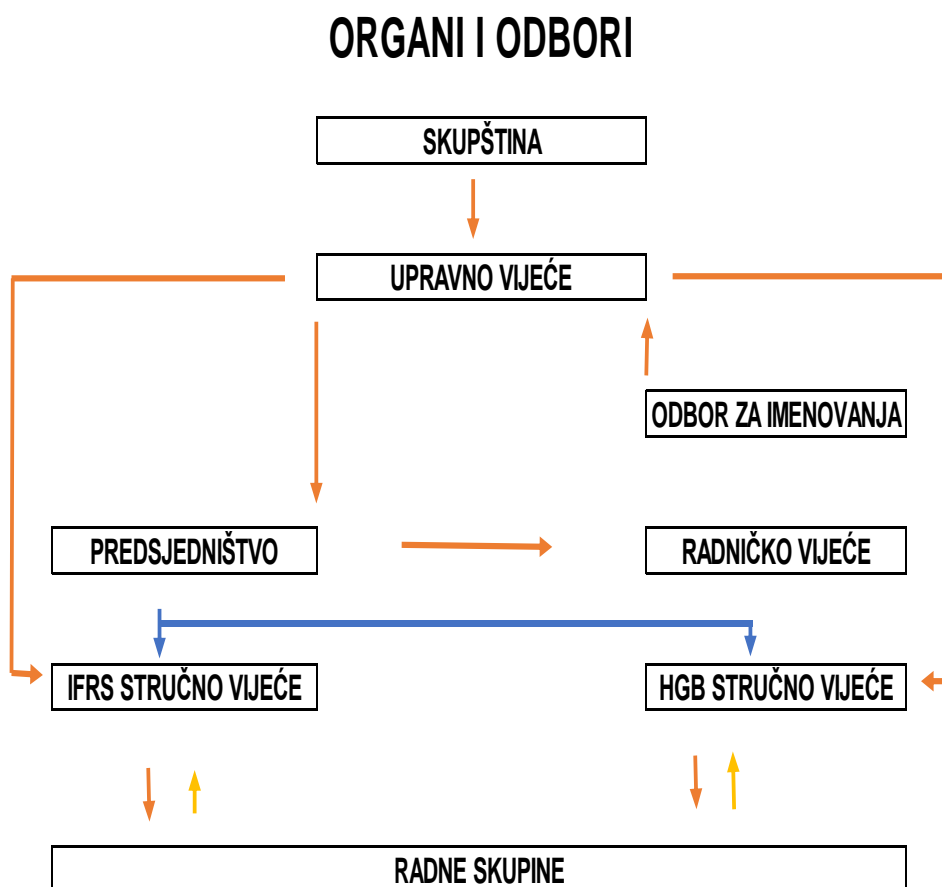 ORGANI I ODBORI
SKUPŠTINA
UPRAVNO VIJEĆE
ODBOR ZA IMENOVANJA
PREDSJEDNIŠTVO
RADNIČKO VIJEĆE
IFRS STRUČNO VIJEĆE
HGB STRUČNO VIJEĆE
RADNE SKUPINE